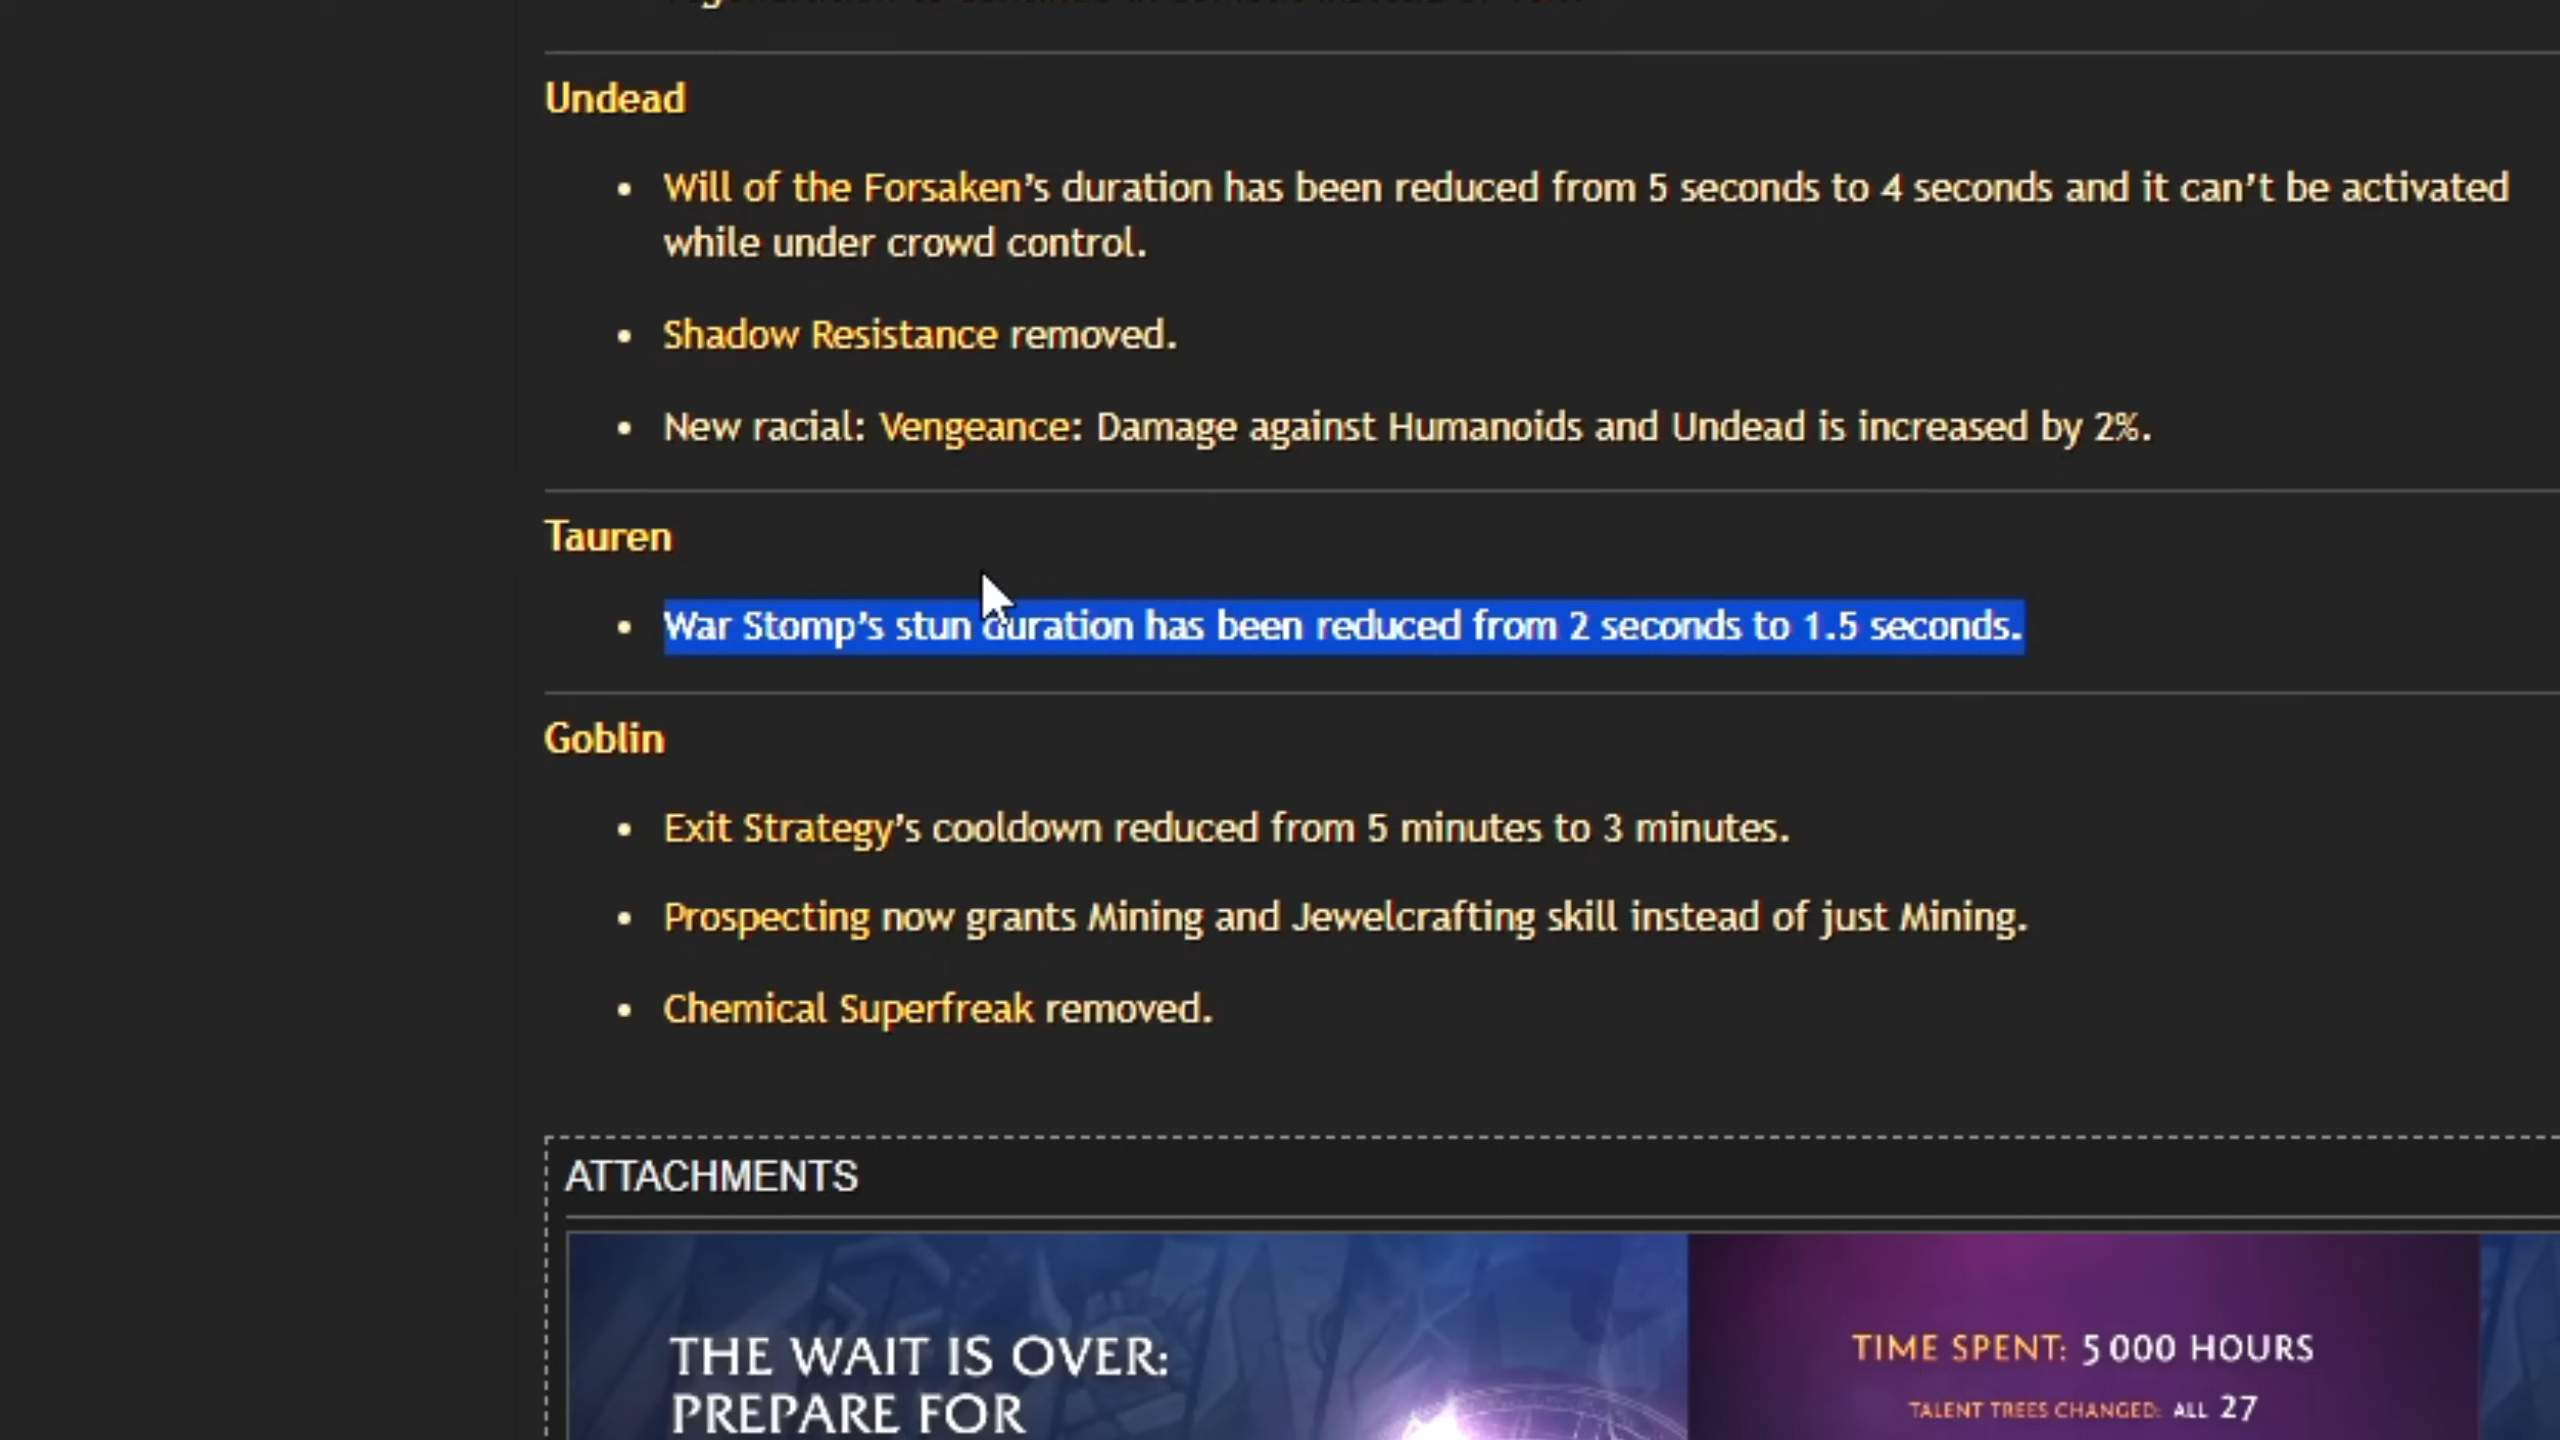 Undead
Will of the Forsaken’s duration has been reduced from 5 seconds to 4 seconds and it can’t be activated
while under crowd control.
Shadow Resistance removed.
New racial: Vengeance: Damage against Humanoids and Undead is increased by 2%.
Tauren
War Stomp’s stun duration has been reduced from 2 seconds to 1.5 seconds.
Goblin
Exit Strategy’s cooldown reduced from 5 minutes to 3 minutes.
Prospecting now grants Mining and Jewelcrafting skill instead of just Mining.
Chemical Superfreak removed.
ATTACHMENTS
THE WAIT IS OVER:
PREPARE FOR
TIME SPENT: 5 000 HOURS
TALENT TREES CHANGED: ALL 27